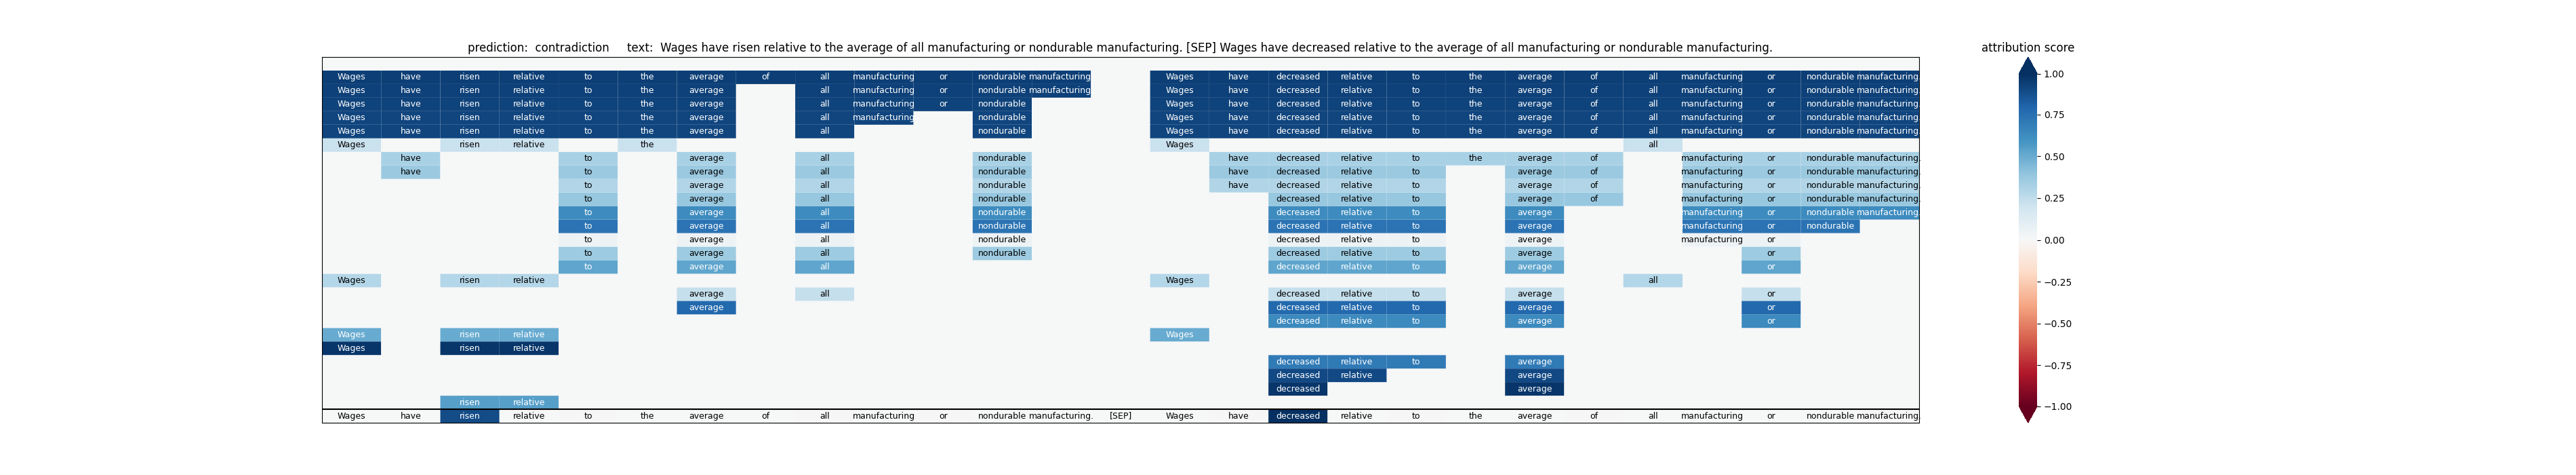 prediction: contradiction text: Wages have risen relative to the average of all manufacturing or nondurable manufacturing. [SEP] Wages have decreased relative to the average of all manufacturing or nondurable manufacturing.
attribution score
Wages have risen relative to the average of all manufacturing or nondurable manufacturing Wages have decreased relative to the average of all manufacturing or nondurable manufacturing.
Wages have risen relative to the average all manufacturing or nondurable manufacturing Wages have decreased relative to the average of all manufacturing or nondurable manufacturing.
Wages have risen relative to the average all manufacturing or nondurable Wages have decreased relative to the average of all manufacturing or nondurable manufacturing.
Wages have risen relative to the average all manufacturing nondurable Wages have decreased relative to the average of all manufacturing or nondurable manufacturing.
Wages have risen relative to the average all nondurable Wages have decreased relative to the average of all manufacturing or nondurable manufacturing.
Wages risen relative the Wages all
have to average all nondurable have decreased relative to the average of manufacturing or nondurable manufacturing.
have to average all nondurable have decreased relative to average of manufacturing or nondurable manufacturing.
to average all nondurable have decreased relative to average of manufacturing or nondurable manufacturing.
to average all nondurable decreased relative to average of manufacturing or nondurable manufacturing.
to average all nondurable decreased relative to average manufacturing or nondurable manufacturing.
to average all nondurable decreased relative to average manufacturing or nondurable
to average all nondurable decreased relative to average manufacturing or
to average all nondurable decreased relative to average or
to average all decreased relative to average or
Wages risen relative Wages all
average all decreased relative to average or
average decreased relative to average or
decreased relative to average or
Wages risen relative Wages
Wages risen relative
decreased relative to average
decreased relative average
decreased average
risen relative
Wages have risen relative to the average of all manufacturing or nondurable manufacturing. [SEP] Wages have decreased relative to the average of all manufacturing or nondurable manufacturing.
1.00
0.75
0.50
0.25
0.00
−0.25
−0.50
−0.75
−1.00